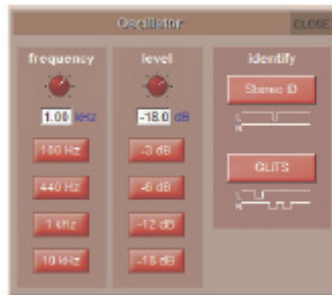 Oscillator CLOSE
frequency level identify
1.00 kHz -18.0 dB Stereo ID
L
R
100 Hz -3 dB
440 Hz -6 dB GLITS
1 kHz -12 dB L
R
10 kHz -18 dB